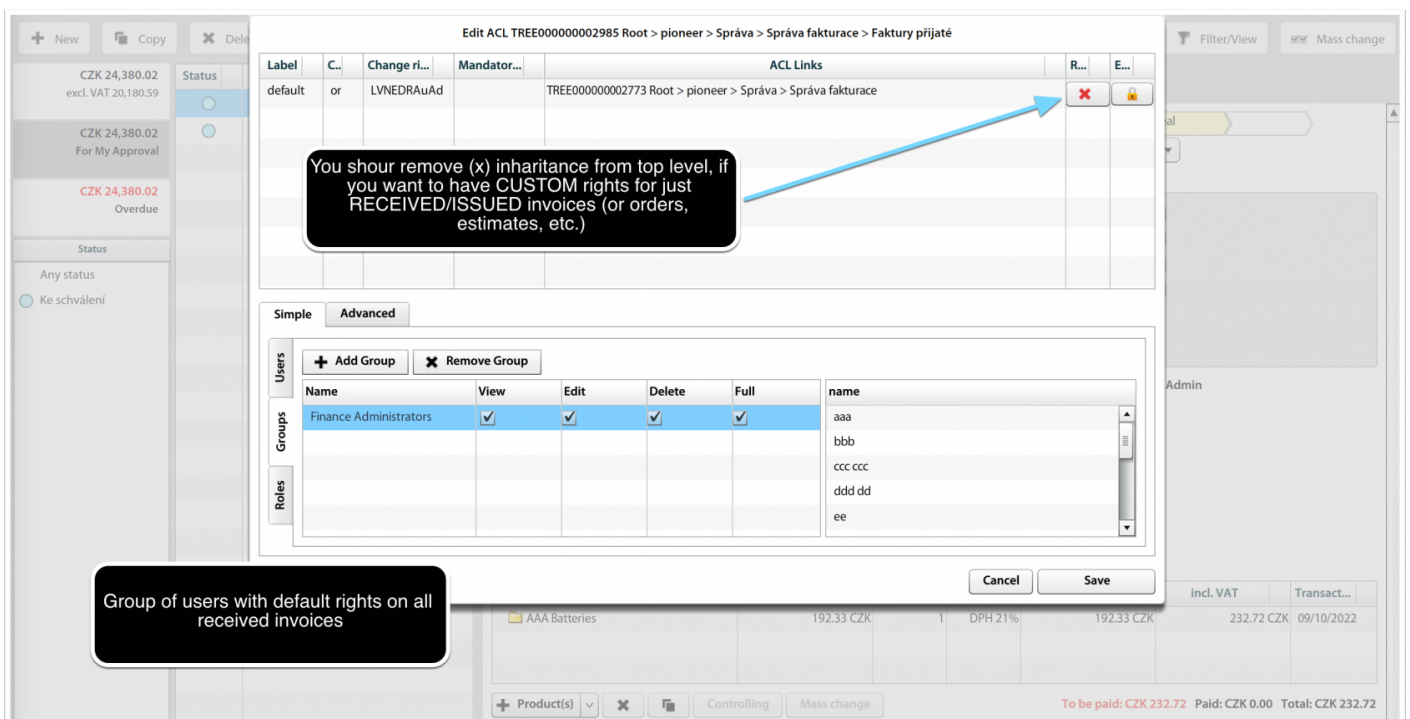 New
Copy
Dele
Filter/View
Mass change
Edit ACL TREE000000002985 Root > pioneer > Správa > Správa fakturace > Faktury přijaté
Label C.. Change ri... Mandator... ACL Links R... E...
default or LVNEDRAuAd TREE000000002773 Root > pioneer > Správa > Správa fakturace
CZK 24,380.02
excl. VAT 20,180.59
Status
CZK 24,380.02
For My Approval
CZK 24,380.02
Overdue
Status
Any status
Ke schválení
You shour remove (x) inharitance from top level, if
you want to have CUSTOM rights for just
RECEIVED/ISSUED invoices (or orders,
estimates, etc.)
Simple Advanced
Users
Groups
Roles
Add Group Remove Group
Name View Edit Delete Full name
Finance Administrators aaa
bbb
ccc ccc
ddd dd
ee
Admin
Cancel Save
Group of users with default rights on all
received invoices
incl. VAT Transact...
AAA Batteries 192.33 CZK 1 DPH 21% 192.33 CZK 232.72 CZK 09/10/2022
Product(s) Controlling Mass change To be paid: CZK 232.72 Paid: CZK 0.00 Total: CZK 232.72